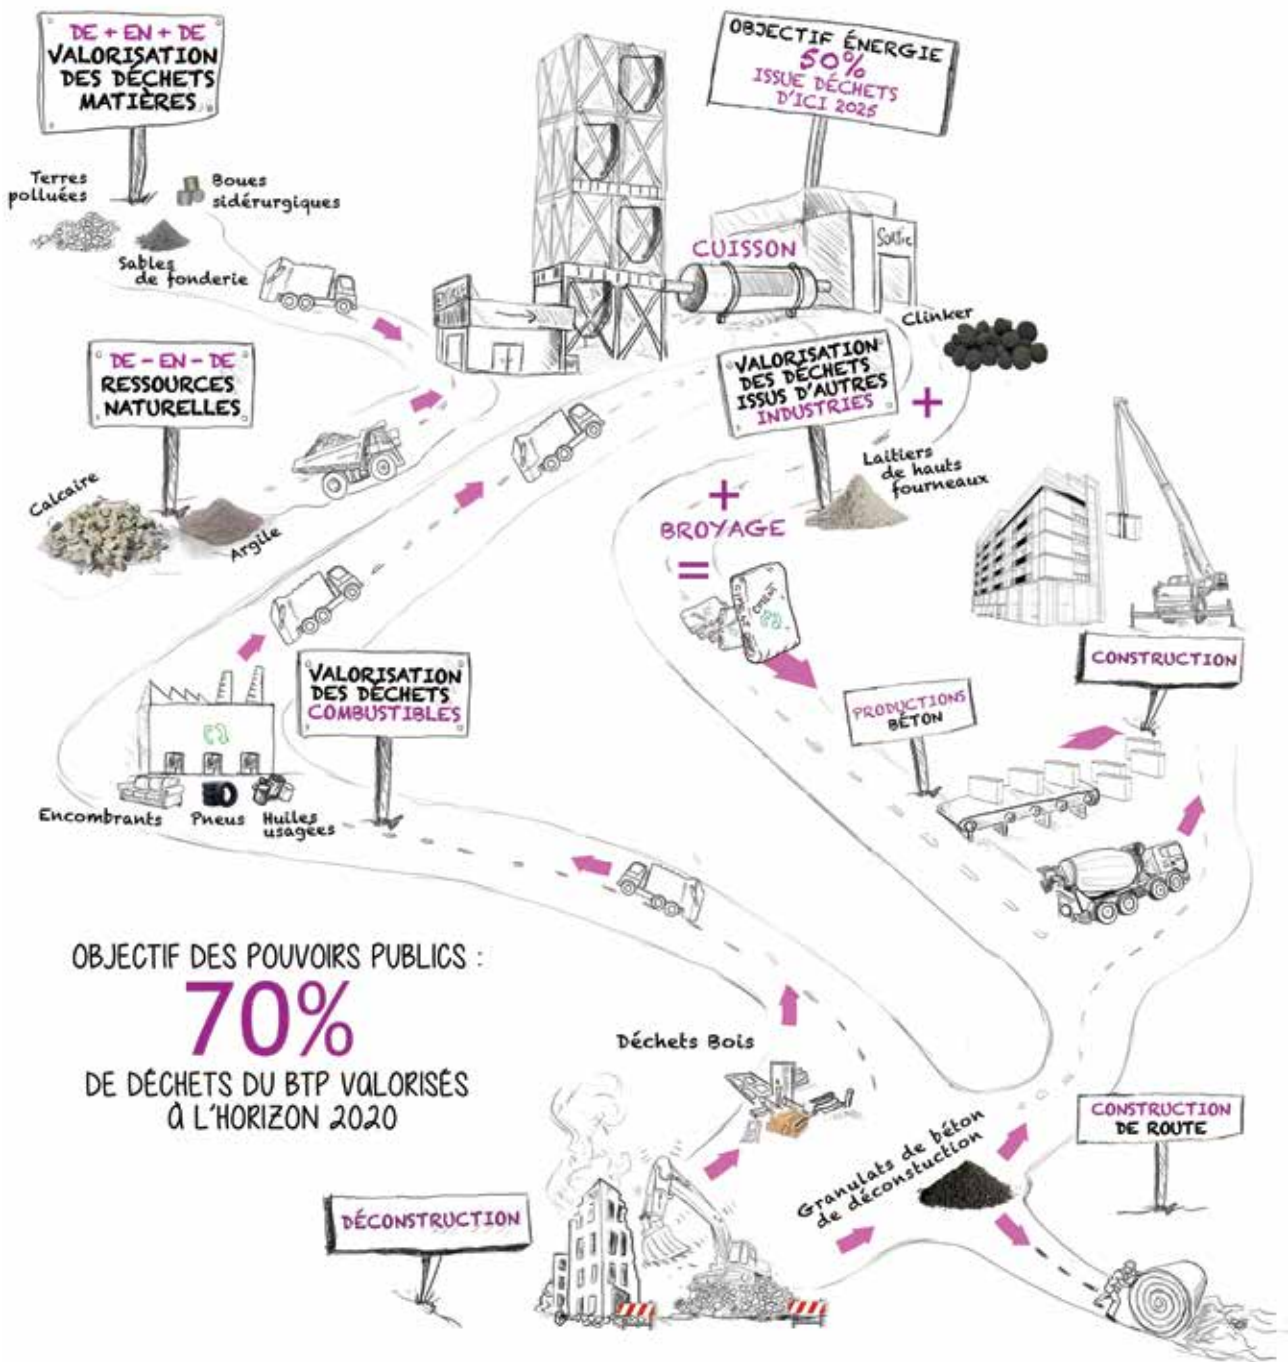 DE + EN + DE
VALORISATION
DES DÉCHETS
MATIÈRES
OBJECTIF ÉNERGIE
50%
ISSUE DÉCHETS
D'ICI 2025
Terres
polluées
Boues
sidérurgiques
Sables
de fonderie
CUISSON
Sortie
Clinker
DE - EN - DE
RESSOURCES
NATURELLES
VALORISATION
DES DÉCHETS
ISSUS D'AUTRES
INDUSTRIES
+
Laitiers
de hauts
fourneaux
Calcaire
Argile
+
BROYAGE
=
CIMENT
VALORISATION
DES DÉCHETS
COMBUSTIBLES
CONSTRUCTION
PRODUCTIONS
BÉTON
Encombrants
Pneus
Huiles
usagées
OBJECTIF DES POUVOIRS PUBLICS :
70%
DE DÉCHETS DU BTP VALORISÉS
À L'HORIZON 2020
Déchets Bois
Granulats de béton
de déconstuction
CONSTRUCTION
DE ROUTE
DÉCONSTRUCTION